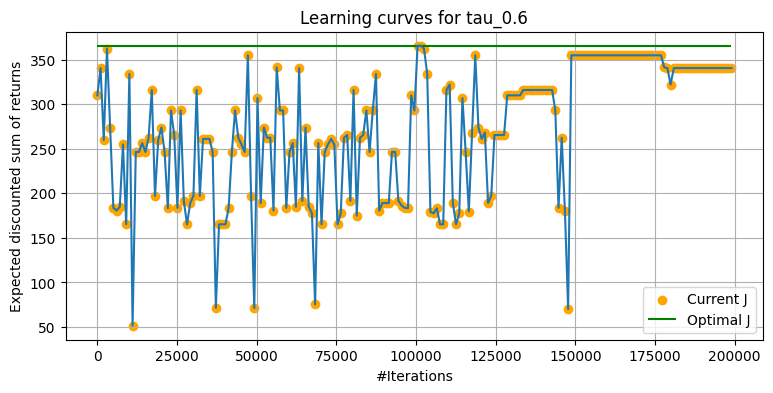 Learning curves for tau_0.6
Expected discounted sum of returns
350
300
250
200
150
100
50
0 25000 50000 75000 100000 125000 150000 175000 200000
#Iterations
Current J
Optimal J